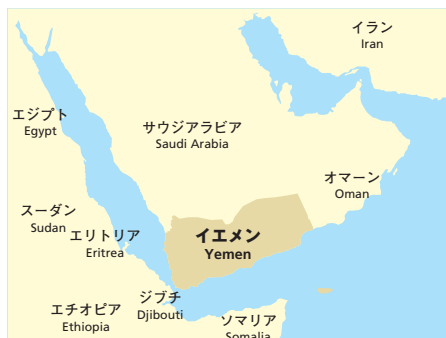 イラン
Iran
エジプト
Egypt
サウジアラビア
Saudi Arabia
オマーン
Oman
スーダン
Sudan
エリトリア
Eritrea
イエメン
Yemen
エチオピア
Ethiopia
ジブチ
Djibouti
ソマリア
Somalia